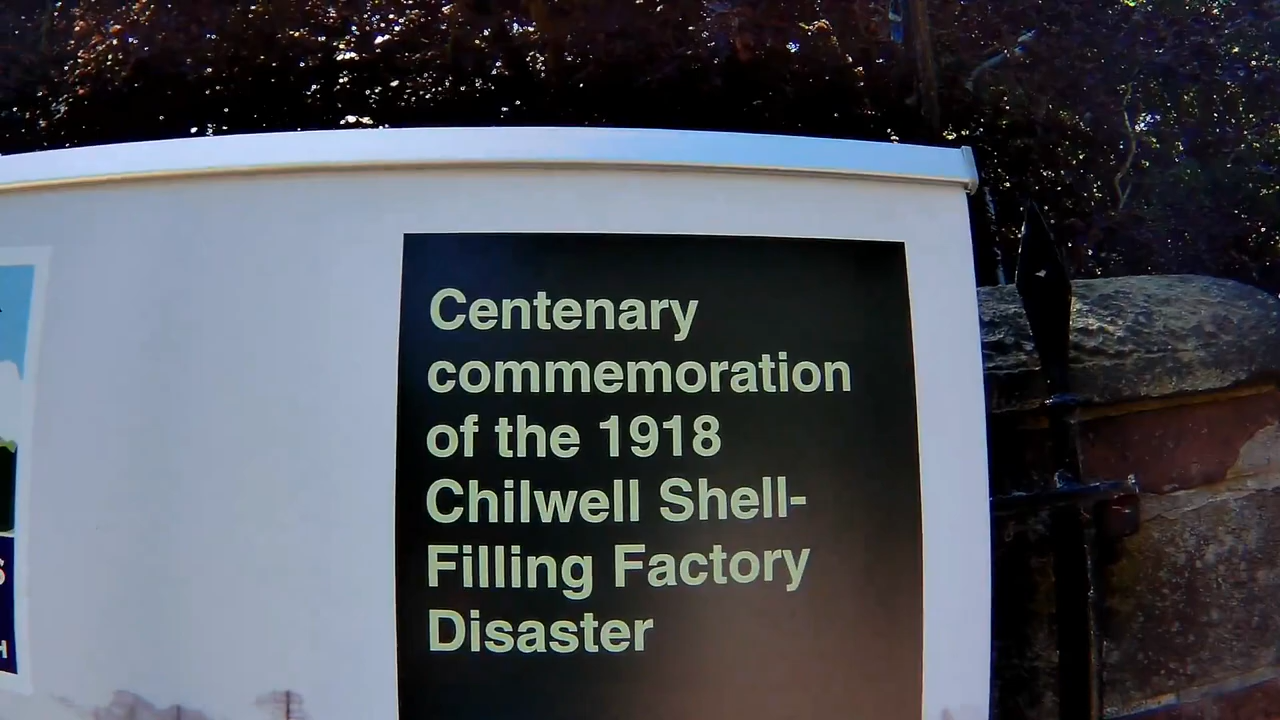 Centenary
commemoration
of the 1918
Chilwell Shell-
Filling Factory
Disaster